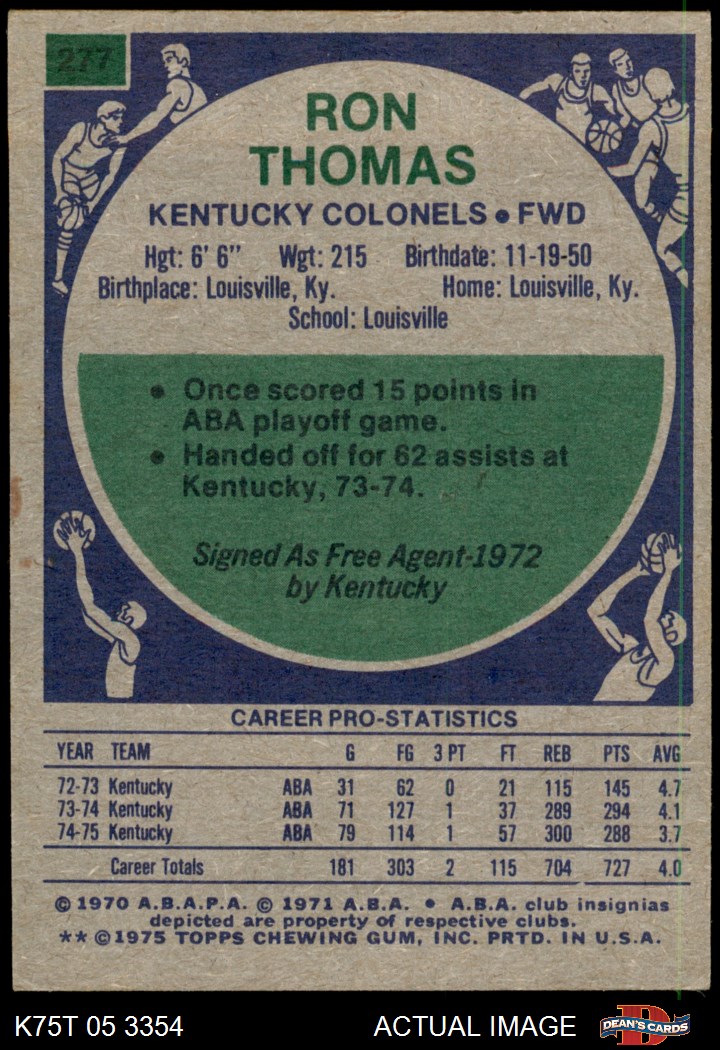 277
RON
THOMAS
KENTUCKY COLONELS • FWD
Hgt: 6' 6" Wgt: 215 Birthdate: 11-19-50
Birthplace: Louisville, Ky. Home: Louisville, Ky.
School: Louisville
• Once scored 15 points in
ABA playoff game.
• Handed off for 62 assists at
Kentucky, 73-74.
Signed As Free Agent-1972
by Kentucky
CAREER PRO-STATISTICS
YEAR TEAM G FG 3 PT FT REB PTS AVG
72-73 Kentucky ABA 31 62 0 21 115 145 4.7
73-74 Kentucky ABA 71 127 1 37 289 294 4.1
74-75 Kentucky ABA 79 114 1 57 300 288 3.7
Career Totals 181 303 2 115 704 727 4.0
© 1970 A.B.A.P.A. © 1971 A.B.A. • A.B.A. club insignias
depicted are property of respective clubs.
** ©1975 TOPPS CHEWING GUM, INC. PRTD. IN U.S.A.
K75T 05 3354 ACTUAL IMAGE D DEAN'S CARDS